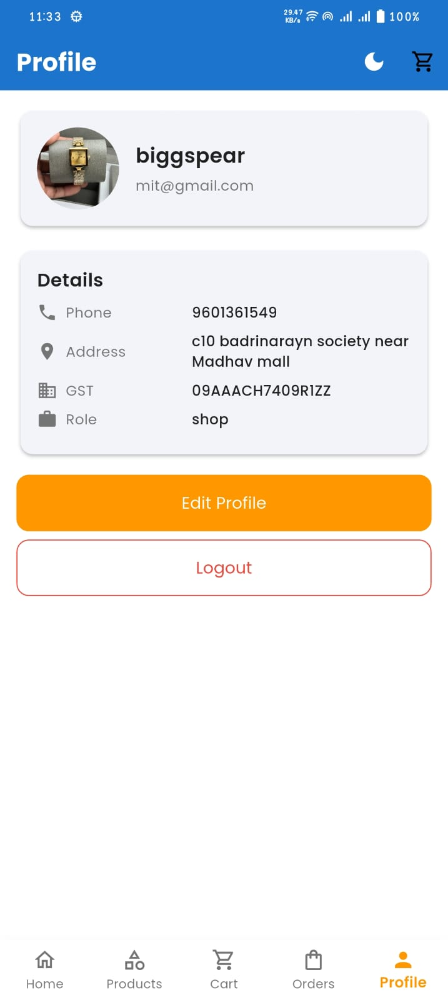 11:33
29.47
KB/s
100%
Profile
biggspear
mit@gmail.com
Details
Phone 9601361549
Address c10 badrinarayn society near
Madhav mall
GST 09AAACH7409R1ZZ
Role shop
Edit Profile
Logout
Home Products Cart Orders Profile